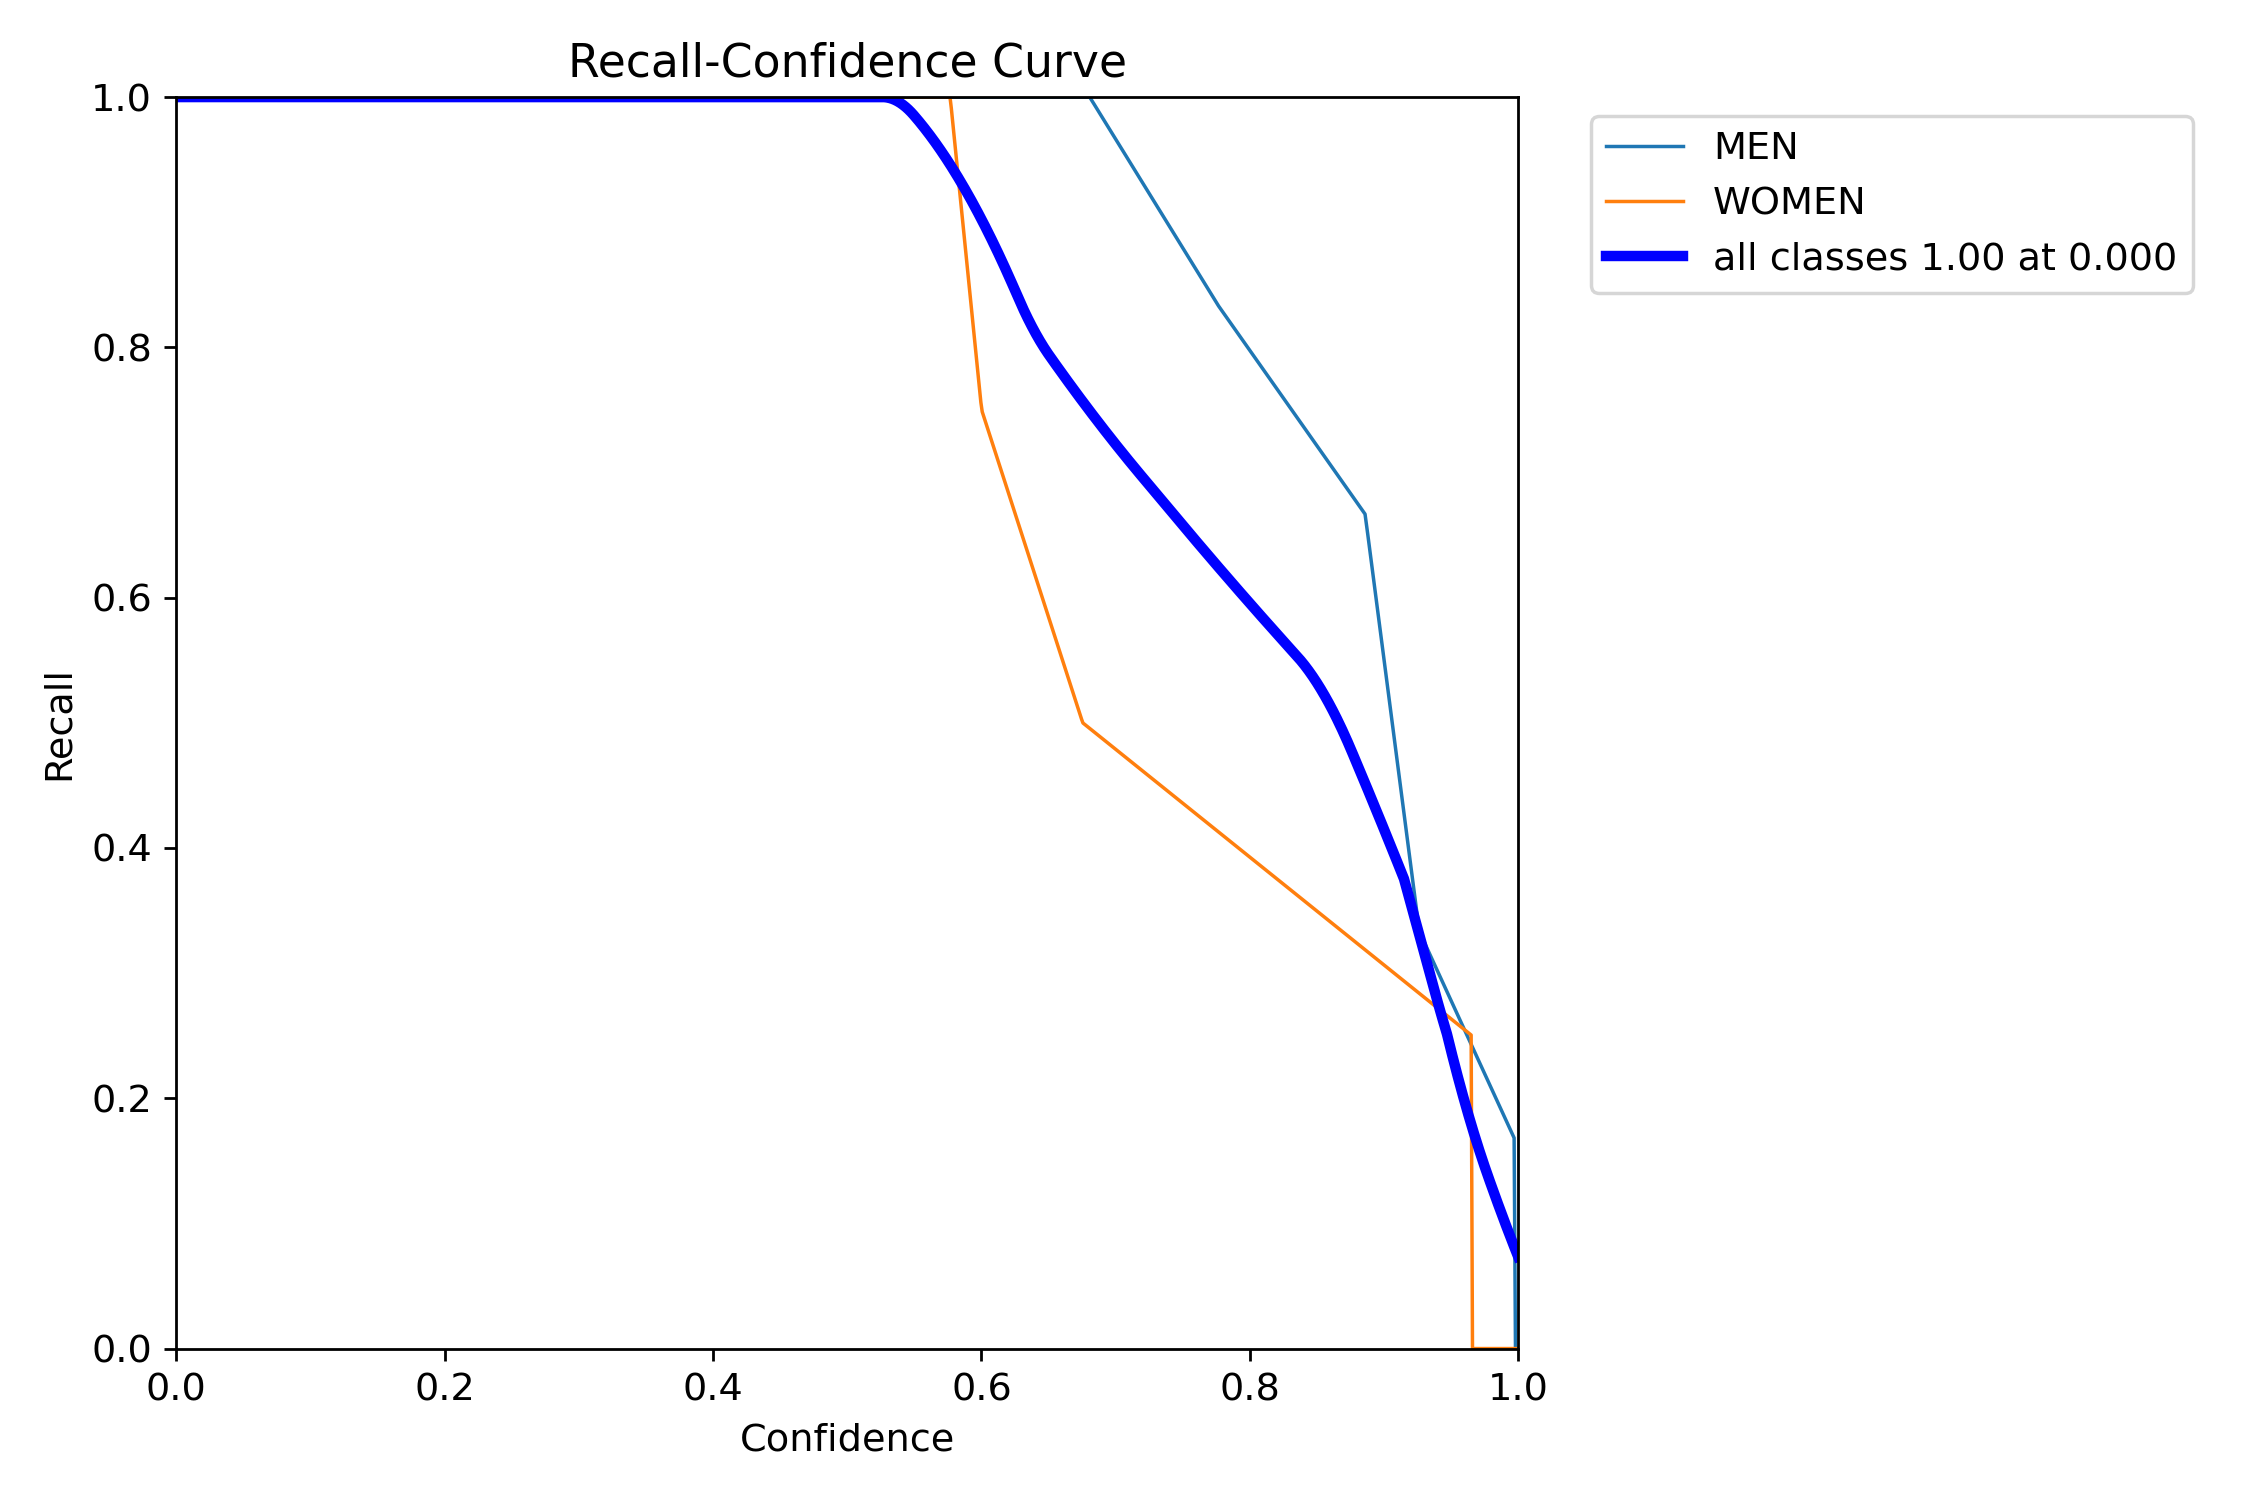 Recall-Confidence Curve
1.0
0.8
0.6
0.4
0.2
0.0
Recall
0.0 0.2 0.4 0.6 0.8 1.0
Confidence
MEN
WOMEN
all classes 1.00 at 0.000